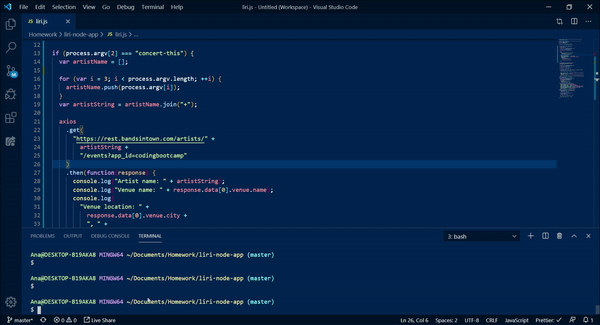 File Edit Selection View Go Debug Terminal Help
liri.js - Untitled (Workspace) - Visual Studio Code
liri.js
Homework > liri-node-app > liri.js > ...
12
13 if (process.argv[2] === "concert-this") {
14 var artistName = [];
15
16 for (var i = 3; i < process.argv.length; ++i) {
17 artistName.push(process.argv[i]);
18 }
19 var artistString = artistName.join("+");
20
21 axios
22 .get(
23 "https://rest.bandsintown.com/artists/" +
24 artistString +
25 "/events?app_id=codingbootcamp"
26 )
27 .then(function(response) {
28 console.log("Artist name: " + artistString);
29 console.log("Venue name: " + response.data[0].venue.name);
30 console.log(
31 "Venue location: " +
32 response.data[0].venue.city +
33 ", " +
PROBLEMS OUTPUT DEBUG CONSOLE TERMINAL
3: bash
Ana@DESKTOP-B19AKA8 MINGW64 ~/Documents/Homework/liri-node-app (master)
$
Ana@DESKTOP-B19AKA8 MINGW64 ~/Documents/Homework/liri-node-app (master)
$
Ana@DESKTOP-B19AKA8 MINGW64 ~/Documents/Homework/liri-node-app (master)
$
master* 0 0 Live Share
Ln 26, Col 6 Spaces: 2 UTF-8 CRLF JavaScript Prettier: ✓ 1